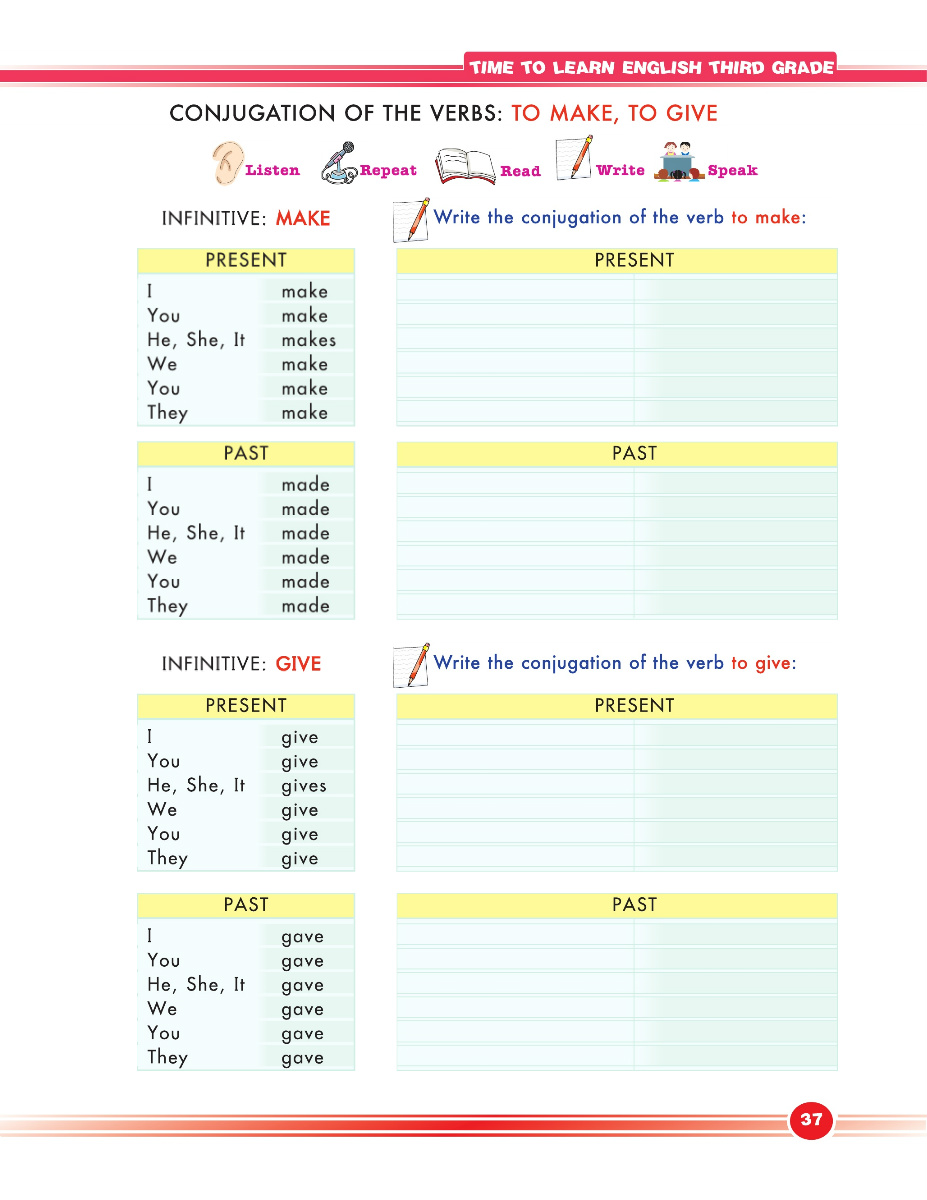 TIME TO LEARN ENGLISH THIRD GRADE
CONJUGATION OF THE VERBS: TO MAKE, TO GIVE
Listen Repeat Read Write Speak
INFINITIVE: MAKE
PRESENT
I make
You make
He, She, It makes
We make
You make
They make
PAST
I made
You made
He, She, It made
We made
You made
They made
Write the conjugation of the verb to make:
PRESENT
PAST
INFINITIVE: GIVE
PRESENT
I give
You give
He, She, It gives
We give
You give
They give
PAST
I gave
You gave
He, She, It gave
We gave
You gave
They gave
Write the conjugation of the verb to give:
PRESENT
PAST
37